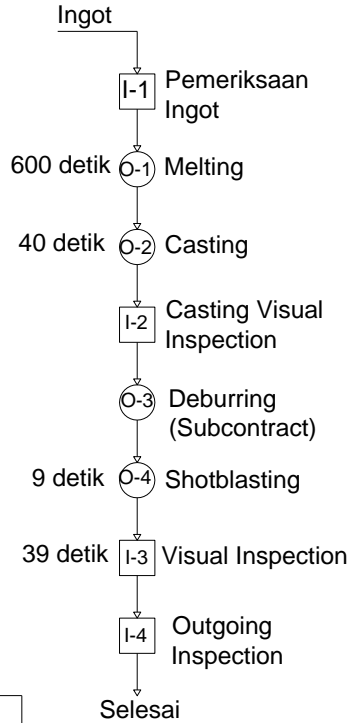 Ingot
I-1
Pemeriksaan
Ingot
600 detik
O-1
Melting
40 detik
O-2
Casting
I-2
Casting Visual
Inspection
O-3
Deburring
(Subcontract)
9 detik
O-4
Shotblasting
39 detik
I-3
Visual Inspection
I-4
Outgoing
Inspection
Selesai